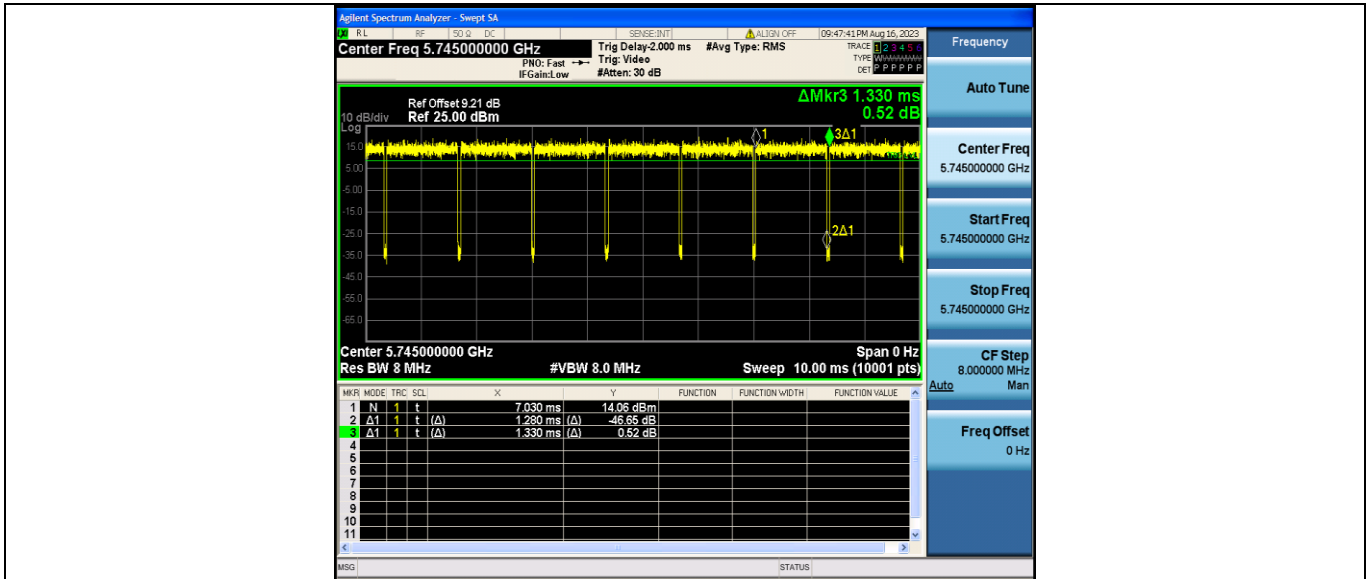 Agilent Spectrum Analyzer - Swept SA
RL RF 50 Ω DC SENSE:INT ALIGN OFF 09:47:41 PM Aug 16, 2023
Center Freq 5.745000000 GHz
PNO: Fast
IFGain:Low
Trig Delay-2.000 ms
Trig: Video
#Atten: 30 dB
#Avg Type: RMS
TRACE 1 2 3 4 5 6
TYPE
DET P P P P P P
Ref Offset 9.21 dB
10 dB/div Ref 25.00 dBm
Log
ΔMkr3 1.330 ms
0.52 dB
15.0
5.00
-5.00
-15.0
-25.0
-35.0
-45.0
-55.0
-65.0
1
3Δ1
2Δ1
Center 5.745000000 GHz Span 0 Hz
Res BW 8 MHz #VBW 8.0 MHz Sweep 10.00 ms (10001 pts)
MKR MODE TRC SCL X Y FUNCTION FUNCTION WIDTH FUNCTION VALUE
1 N 1 t 7.030 ms 14.06 dBm
2 Δ1 1 t (Δ) 1.280 ms (Δ) -46.65 dB
3 Δ1 1 t (Δ) 1.330 ms (Δ) 0.52 dB
4
5
6
7
8
9
10
11
MSG STATUS
Frequency
Auto Tune
Center Freq
5.745000000 GHz
Start Freq
5.745000000 GHz
Stop Freq
5.745000000 GHz
CF Step
8.000000 MHz
Auto Man
Freq Offset
0 Hz